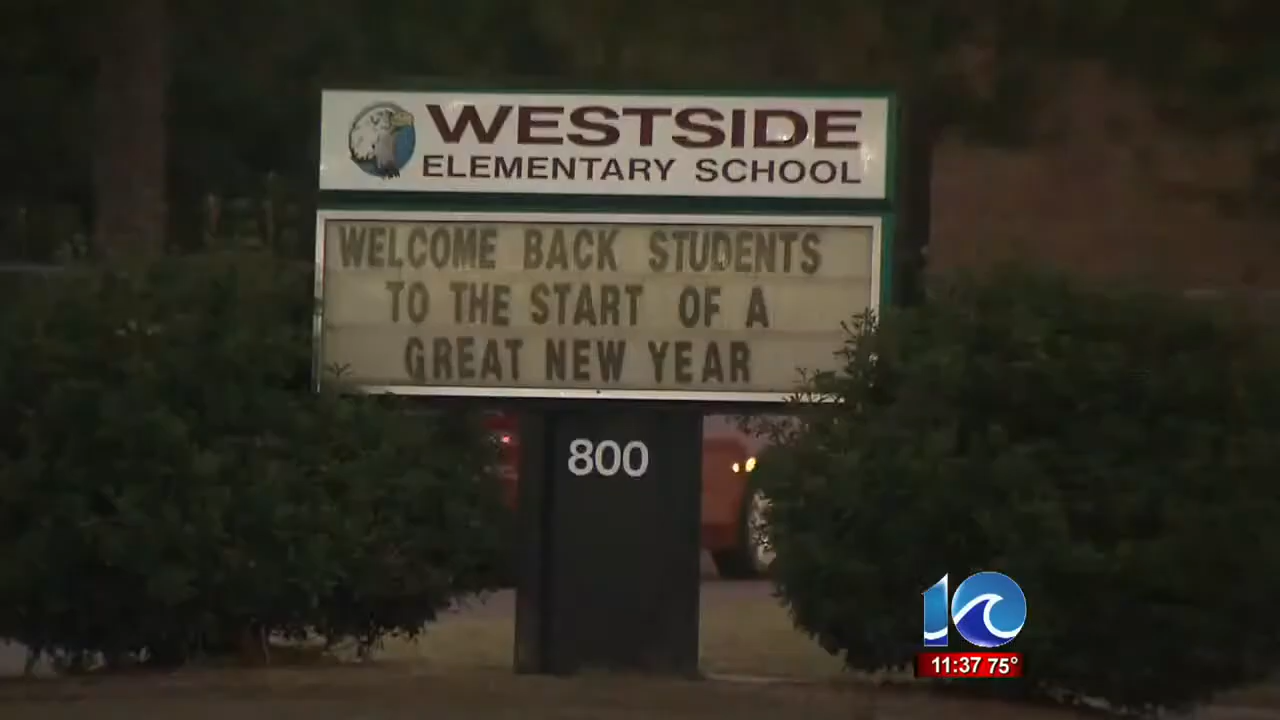 WESTSIDE
ELEMENTARY SCHOOL
WELCOME BACK STUDENTS
TO THE START OF A
GREAT NEW YEAR
800
10
11:37 75°